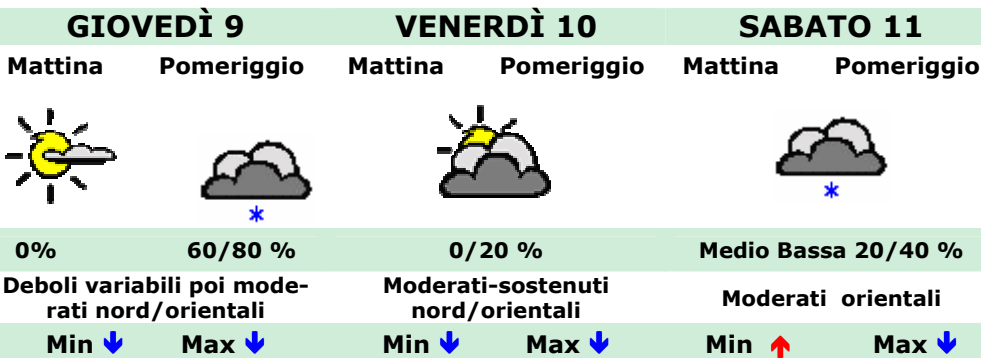 GIOVEDÌ 9 VENERDÌ 10 SABATO 11
Mattina Pomeriggio Mattina Pomeriggio Mattina Pomeriggio
0% 60/80 % 0/20 % Medio Bassa 20/40 %
Deboli variabili poi mode-
rati nord/orientali
Moderati-sostenuti
nord/orientali
Moderati orientali
Min Max Min Max Min Max